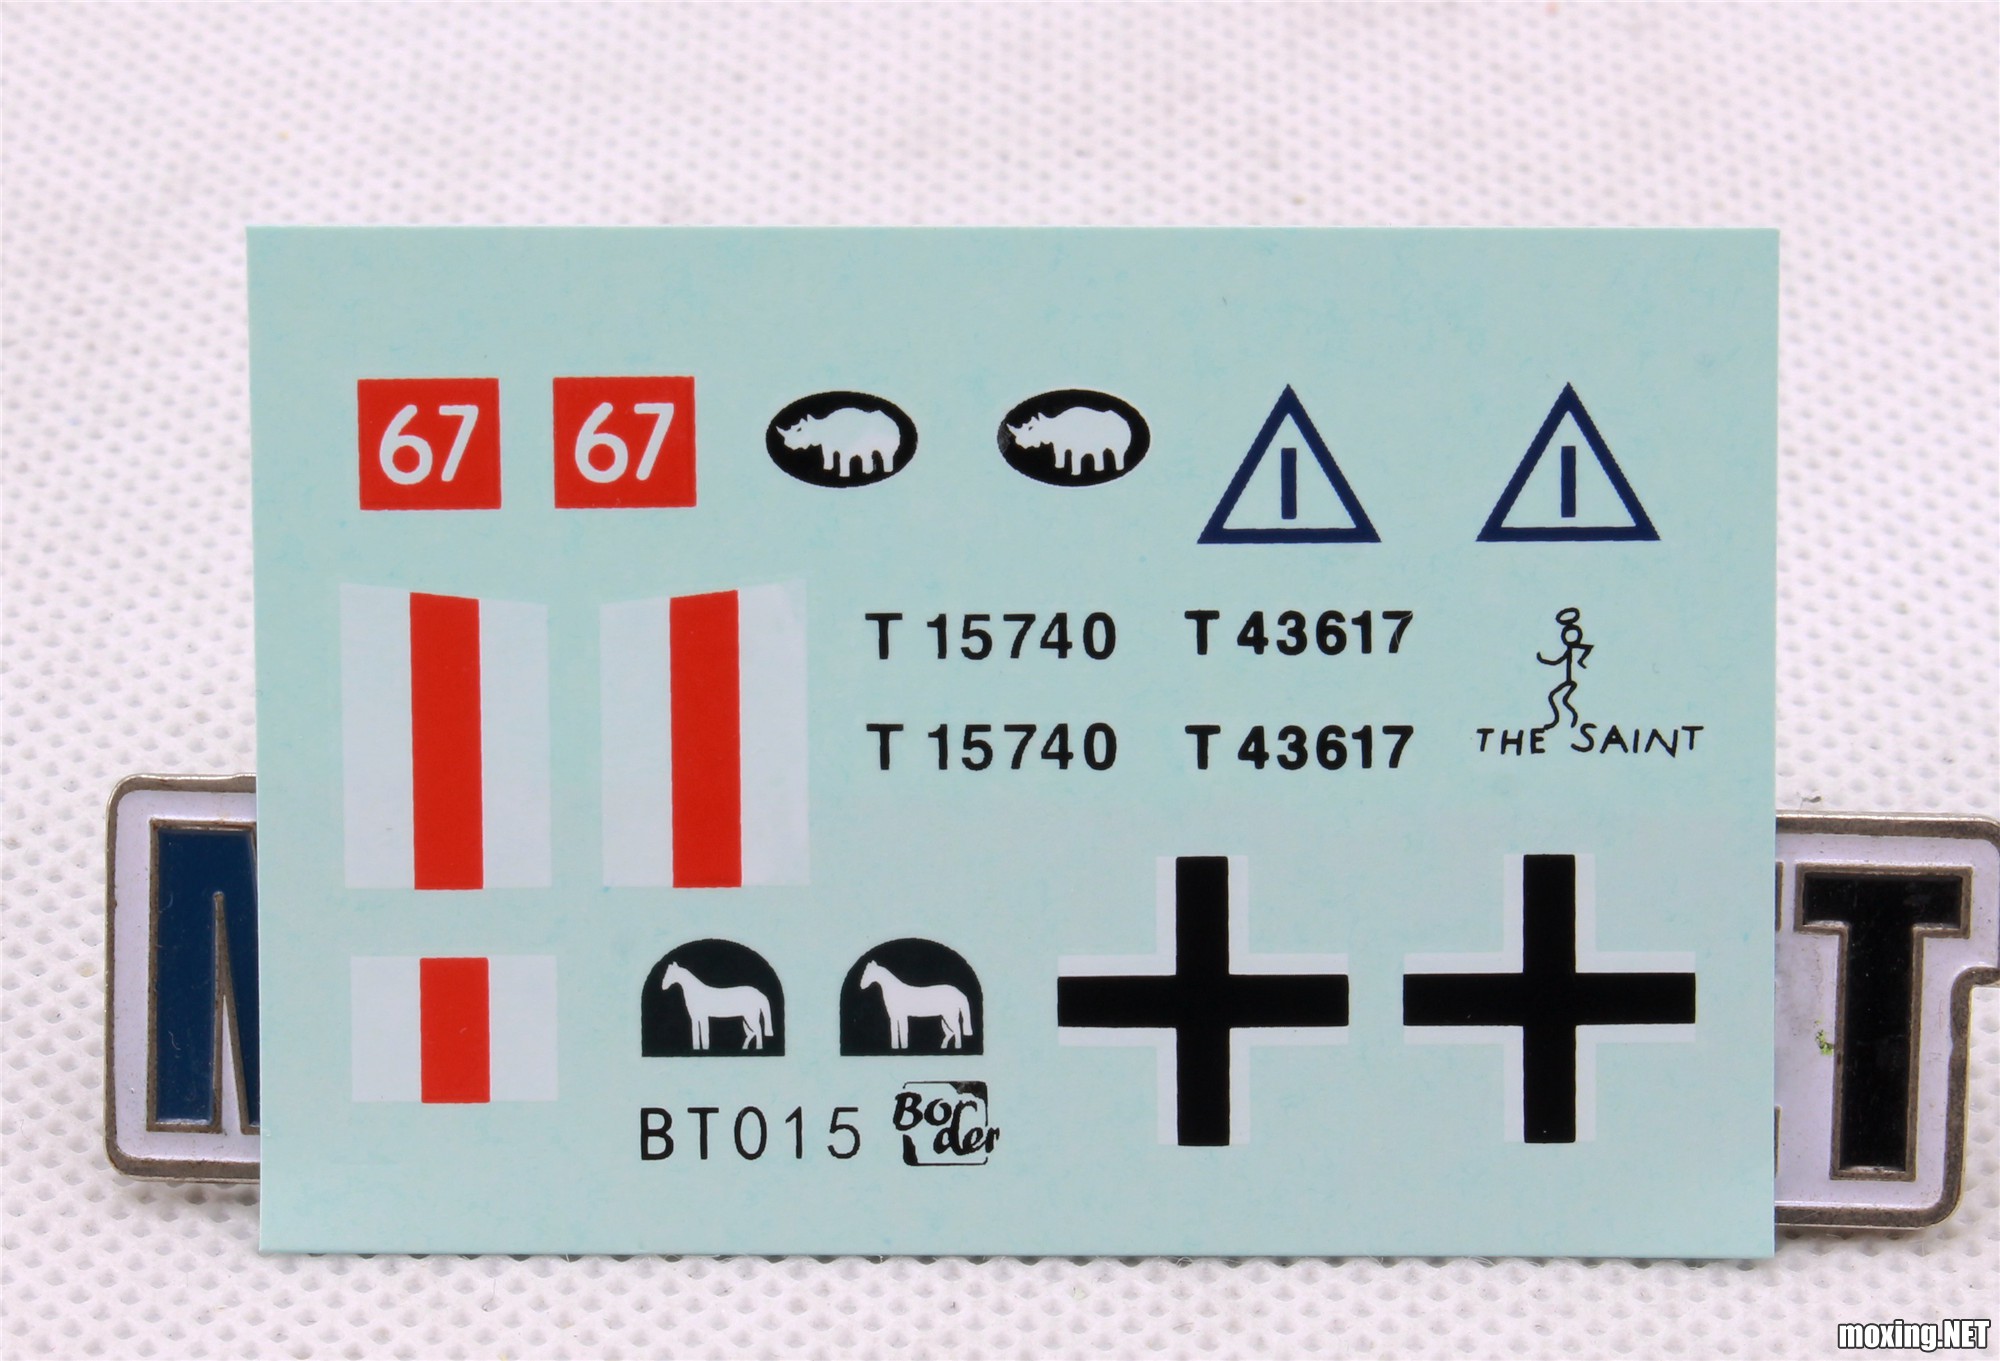 67 67
T 15740 T 43617
T 15740 T 43617
THE SAINT
BT015 Border
T
moxing.NET